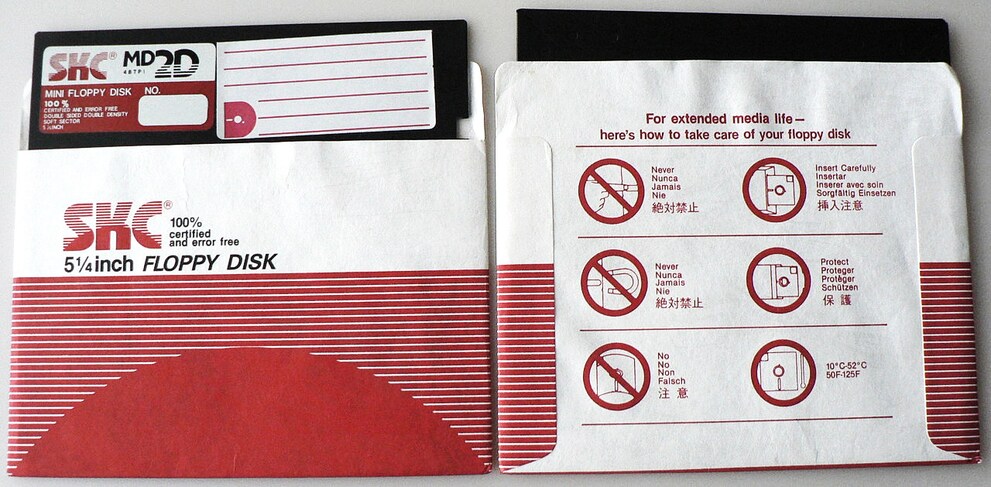 SKC® MD2D
48TPI
MINI FLOPPY DISK NO.
100%
CERTIFIED AND ERROR FREE
DOUBLE SIDED DOUBLE DENSITY
SOFT SECTOR
5¼INCH
SKC®
100%
certified
and error free
5¼inch FLOPPY DISK
For extended media life—
here's how to take care of your floppy disk
Never
Nunca
Jamais
Nie
絶対禁止
Insert Carefully
Insertar
Inserer avec soin
Sorgfältig Einsetzen
挿入注意
Never
Nunca
Jamais
Nie
絶対禁止
Protect
Proteger
Protéger
Schützen
保護
No
No
Non
Falsch
注意
10°C-52°C
50F-125F